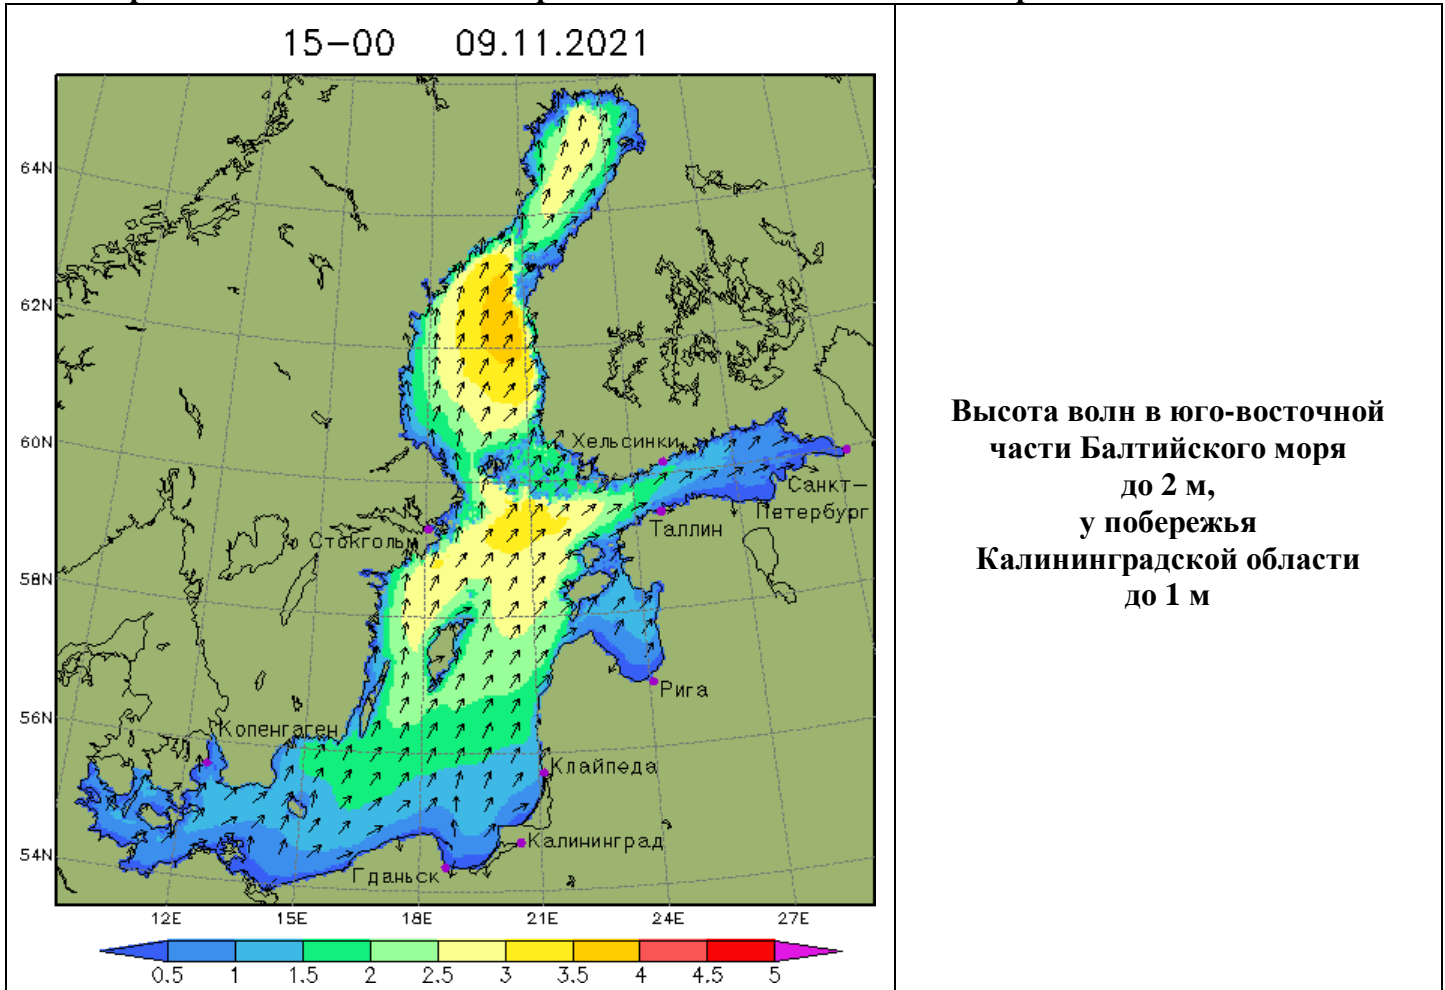 15-00 09.11.2021
64N
62N
60N
58N
56N
54N
Хельсинки
Санкт-
Петербург
Таллин
Стокгольм
Рига
Копенгаген
Клайпеда
Калининград
Гданьск
12E 15E 18E 21E 24E 27E
0.5 1 1.5 2 2.5 3 3.5 4 4.5 5
Высота волн в юго-восточной
части Балтийского моря
до 2 м,
у побережья
Калининградской области
до 1 м